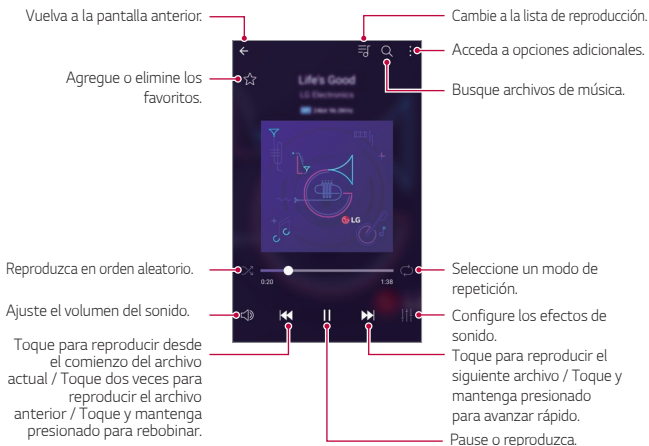 Vuelva a la pantalla anterior.
Agregue o elimine los
favoritos.
Reproduzca en orden aleatorio.
Ajuste el volumen del sonido.
Toque para reproducir desde
el comienzo del archivo
actual / Toque dos veces para
reproducir el archivo
anterior / Toque y mantenga
presionado para rebobinar.
Life's Good
LG Electronics
LG
0:20
1:38
Cambie a la lista de reproducción.
Acceda a opciones adicionales.
Busque archivos de música.
Seleccione un modo de
repetición.
Configure los efectos de
sonido.
Toque para reproducir el
siguiente archivo / Toque y
mantenga presionado
para avanzar rápido.
Pause o reproduzca.